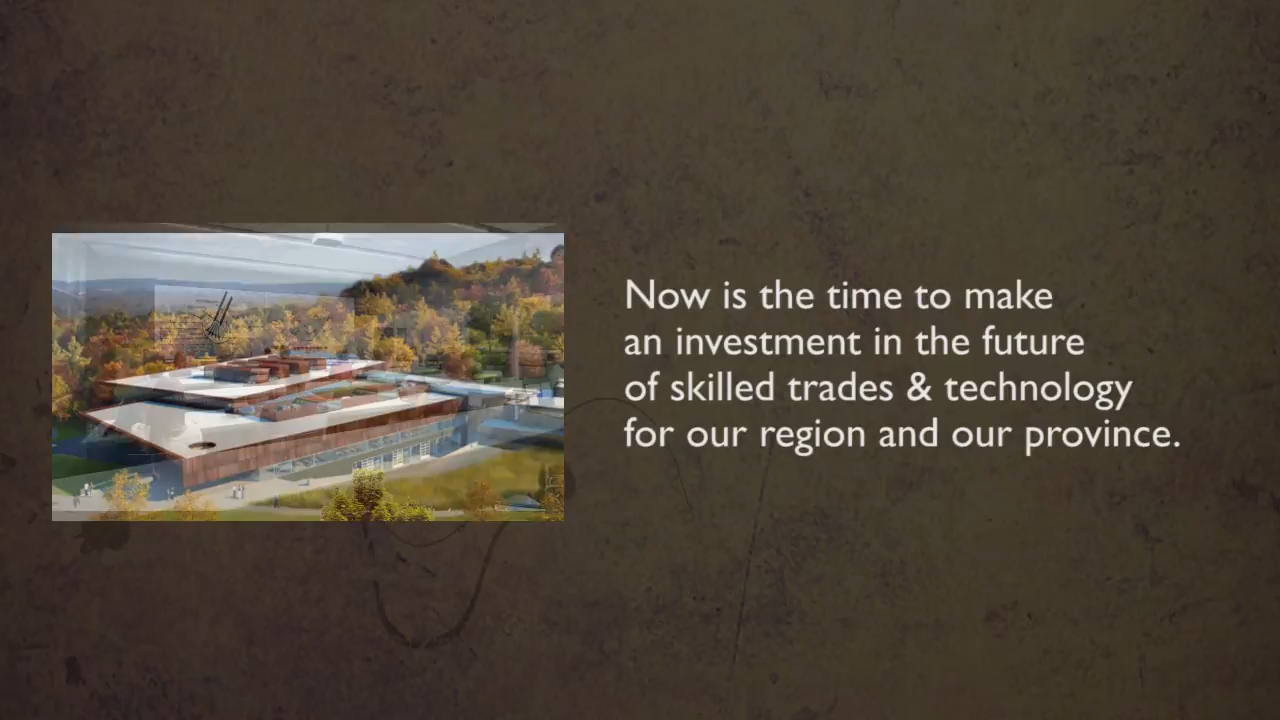 Now is the time to make
an investment in the future
of skilled trades & technology
for our region and our province.